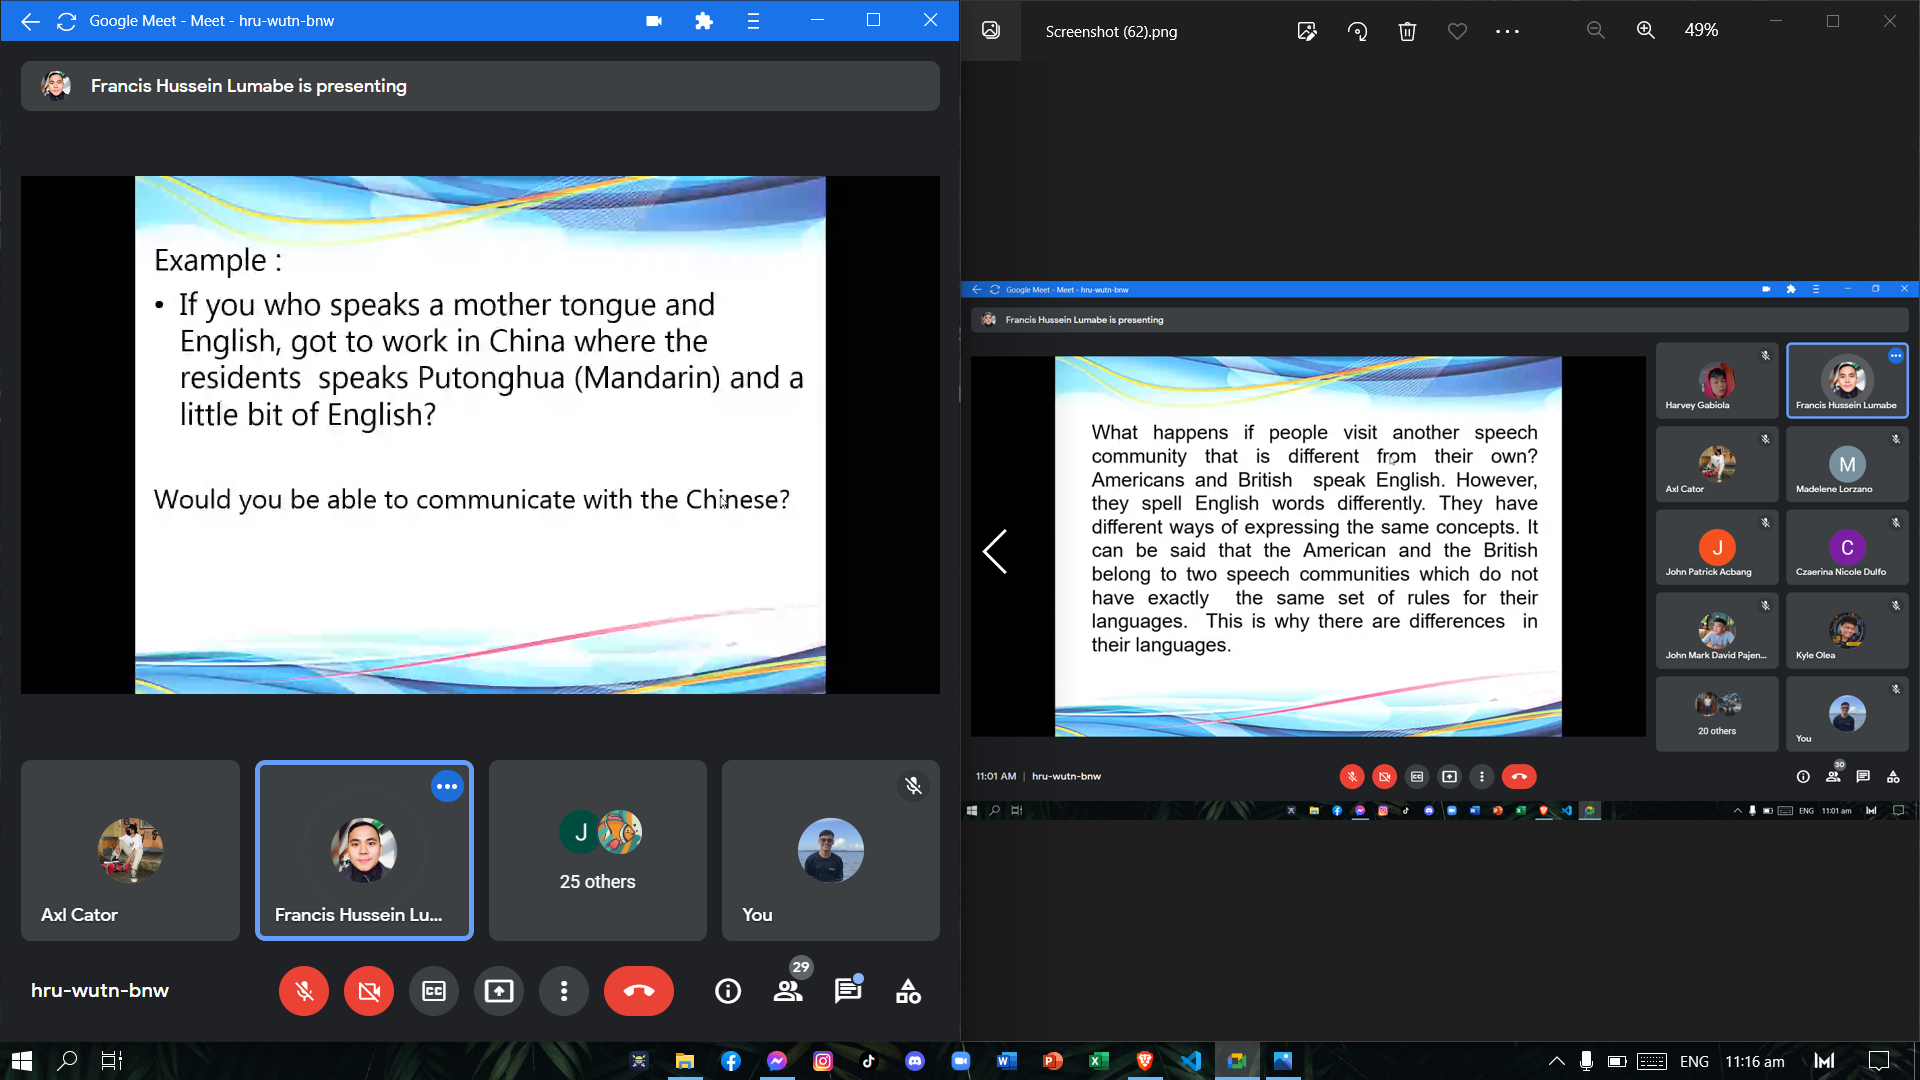 Google Meet - Meet - hru-wutn-bnw
Francis Hussein Lumabe is presenting
Example :
• If you who speaks a mother tongue and
English, got to work in China where the
residents speaks Putonghua (Mandarin) and a
little bit of English?
Would you be able to communicate with the Chinese?
Axl Cator
Francis Hussein Lu...
J
25 others
You
hru-wutn-bnw
29
Screenshot (62).png
49%
Google Meet - Meet - hru-wutn-bnw
Francis Hussein Lumabe is presenting
What happens if people visit another speech
community that is different from their own?
Americans and British speak English. However,
they spell English words differently. They have
different ways of expressing the same concepts. It
can be said that the American and the British
belong to two speech communities which do not
have exactly the same set of rules for their
languages. This is why there are differences in
their languages.
Harvey Gabiola
Francis Hussein Lumabe
Axl Cator
M
Madelene Lorzano
J
John Patrick Acbang
C
Czaerina Nicole Dulfo
John Mark David Pajen...
Kyle Olea
20 others
You
11:01 AM | hru-wutn-bnw
30
ENG 11:01 am
ENG 11:16 am